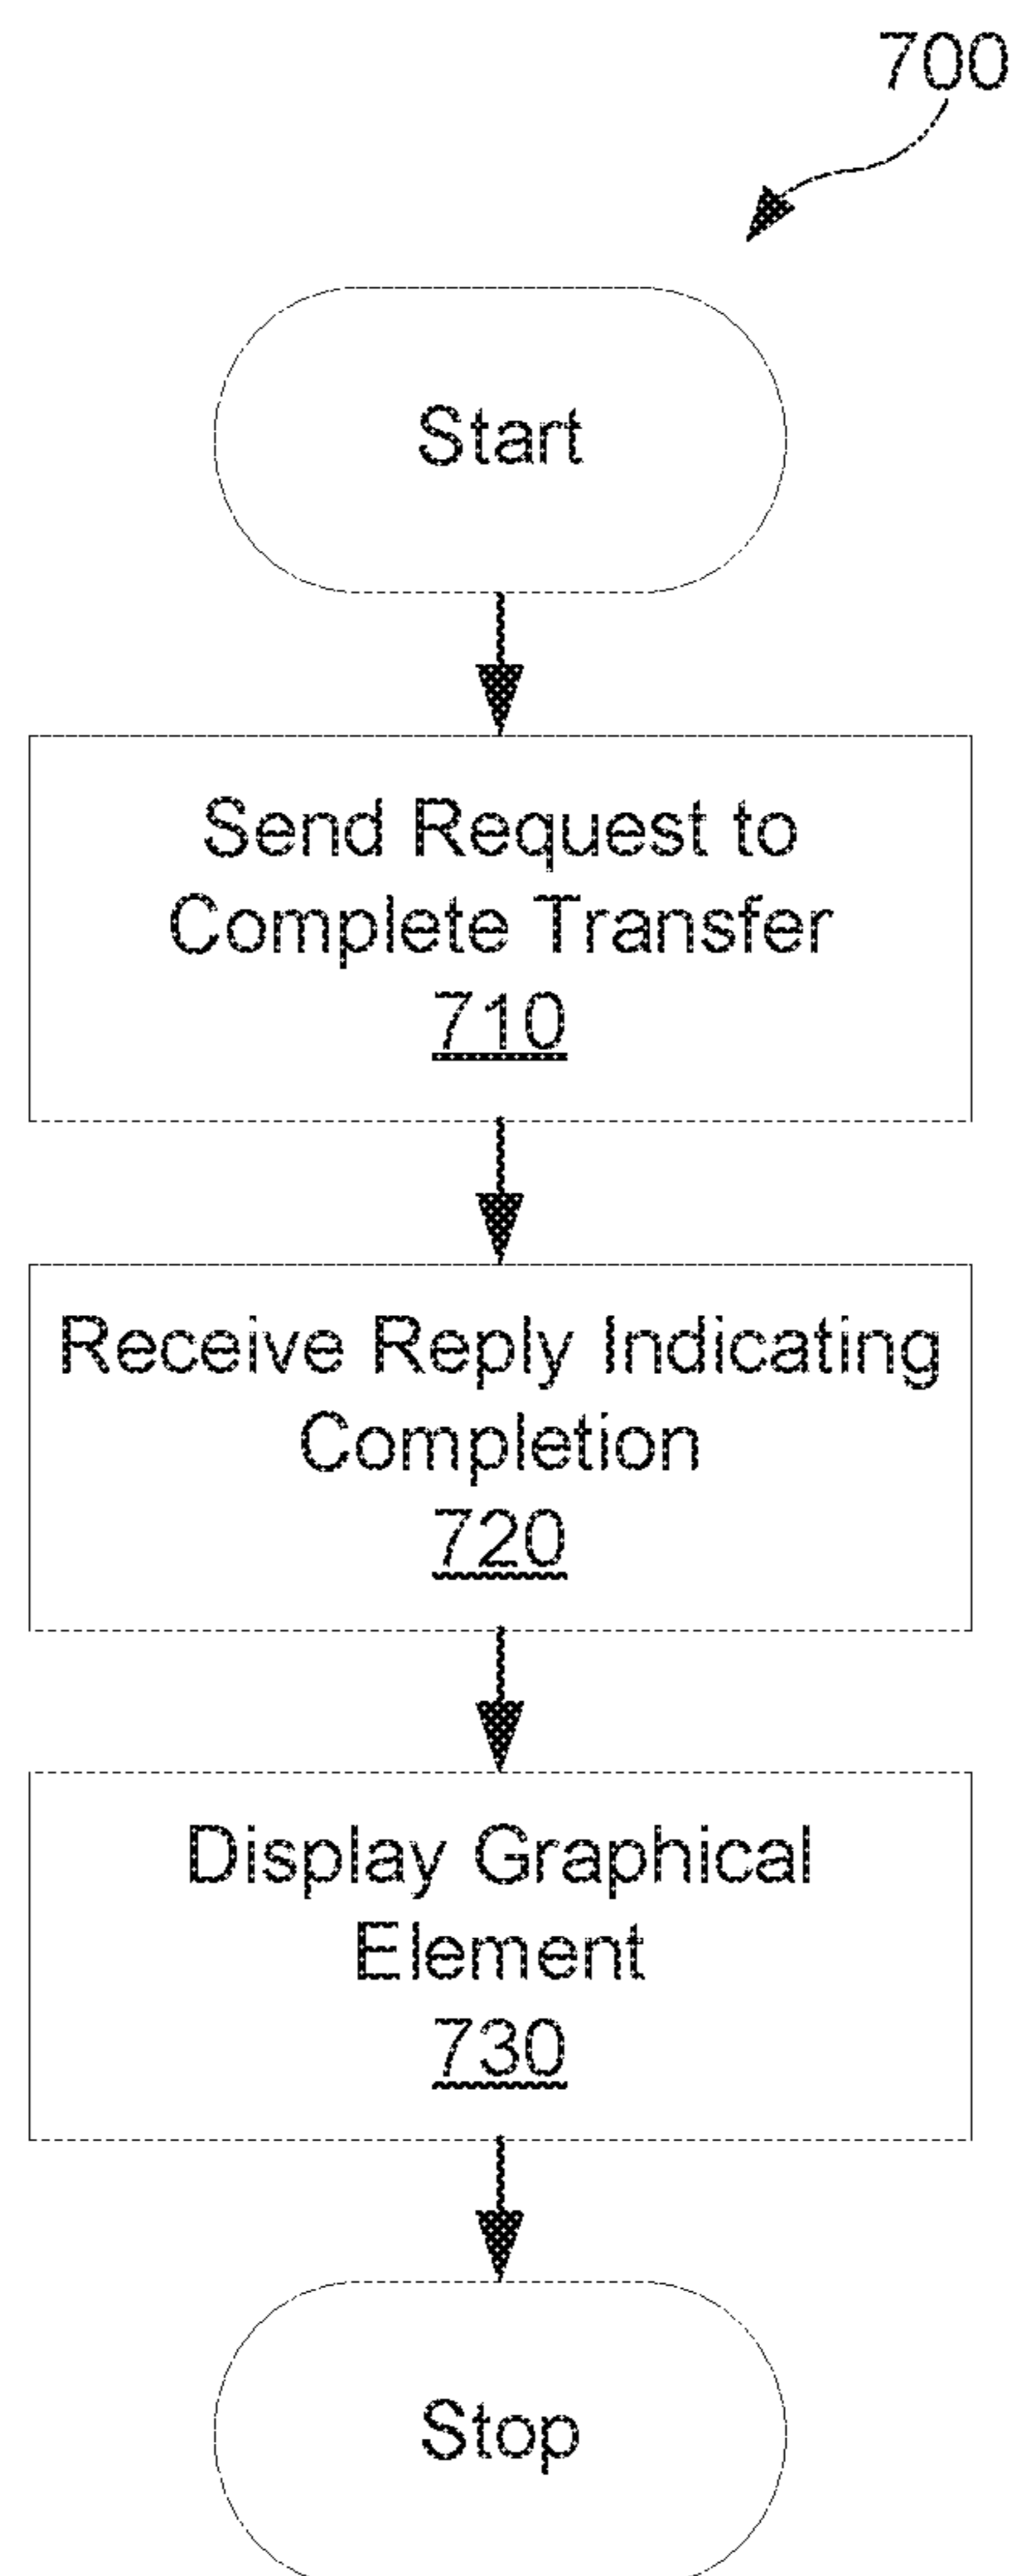 700
Start
Send Request to
Complete Transfer
710
Receive Reply Indicating
Completion
720
Display Graphical
Element
730
Stop